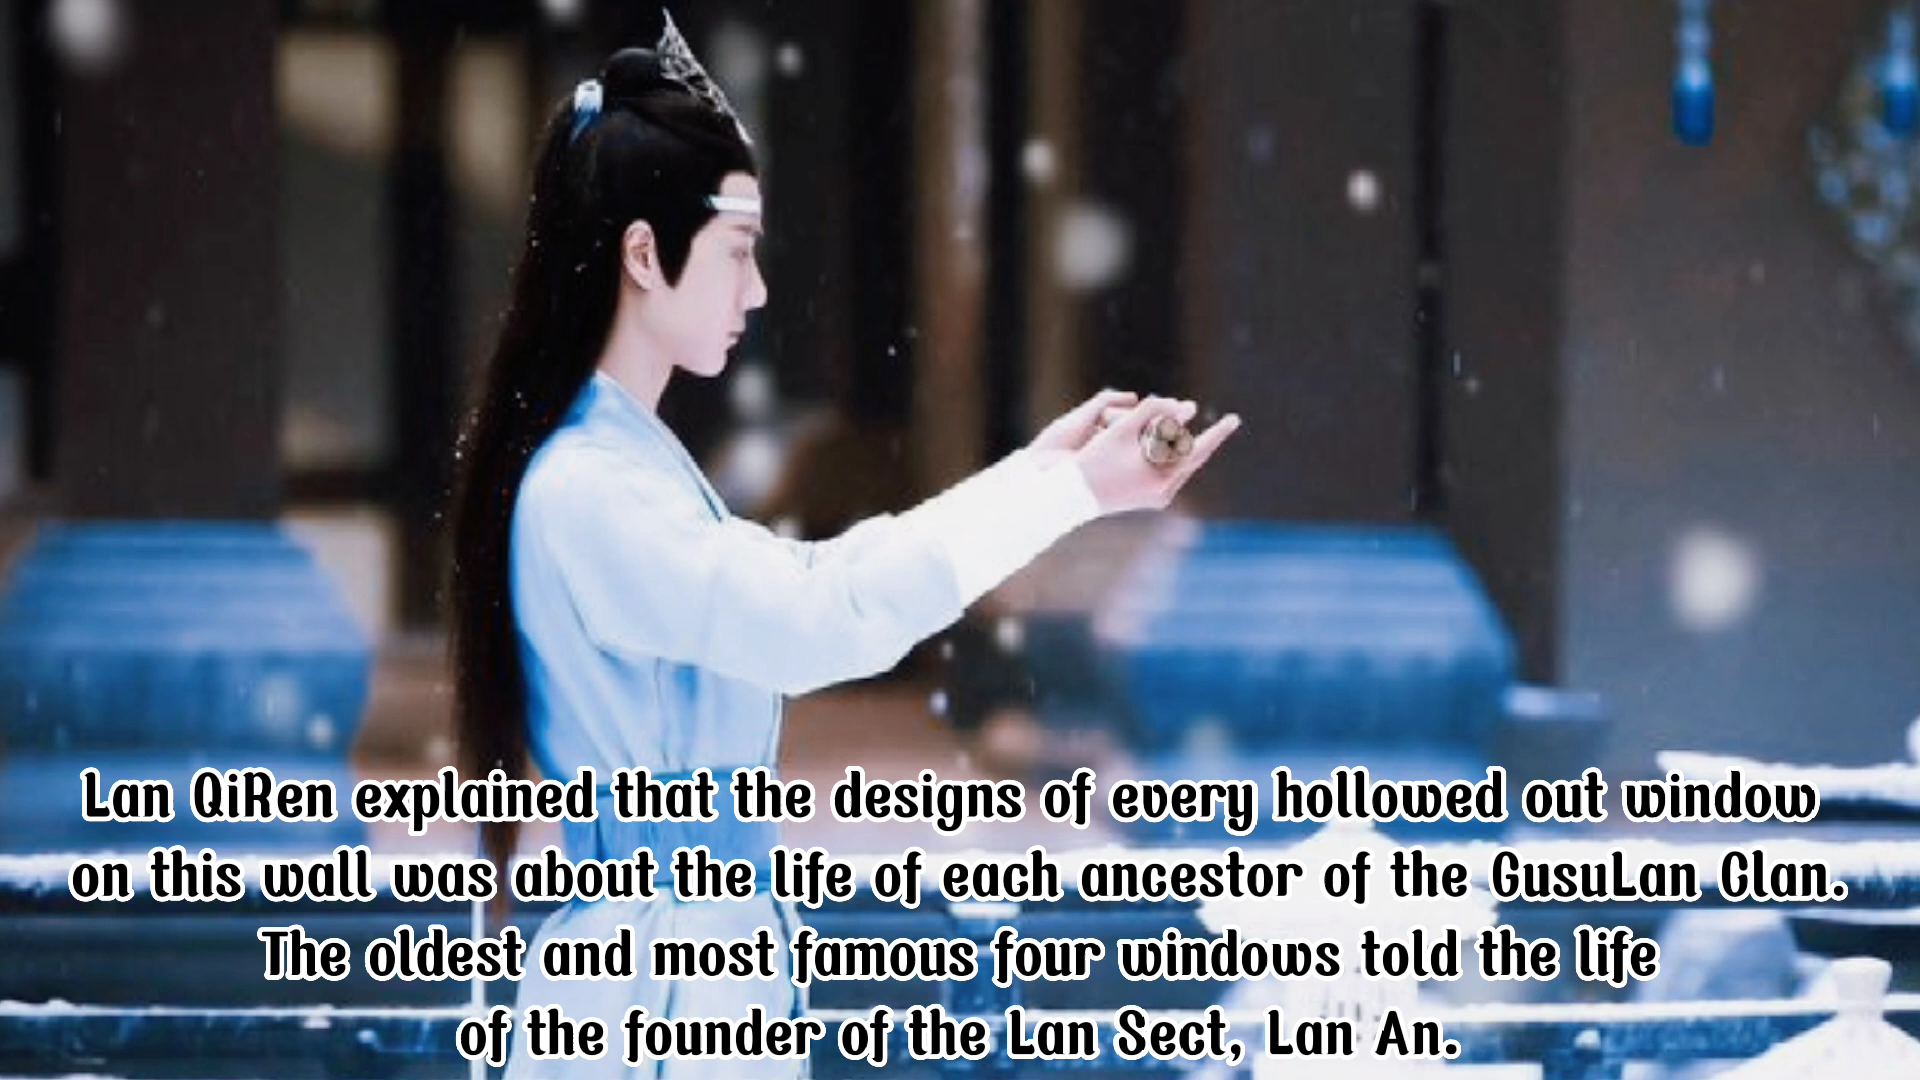 Lan QiRen explained that the designs of every hollowed out window
on this wall was about the life of each ancestor of the GusuLan Clan.
The oldest and most famous four windows told the life
of the founder of the Lan Sect, Lan An.